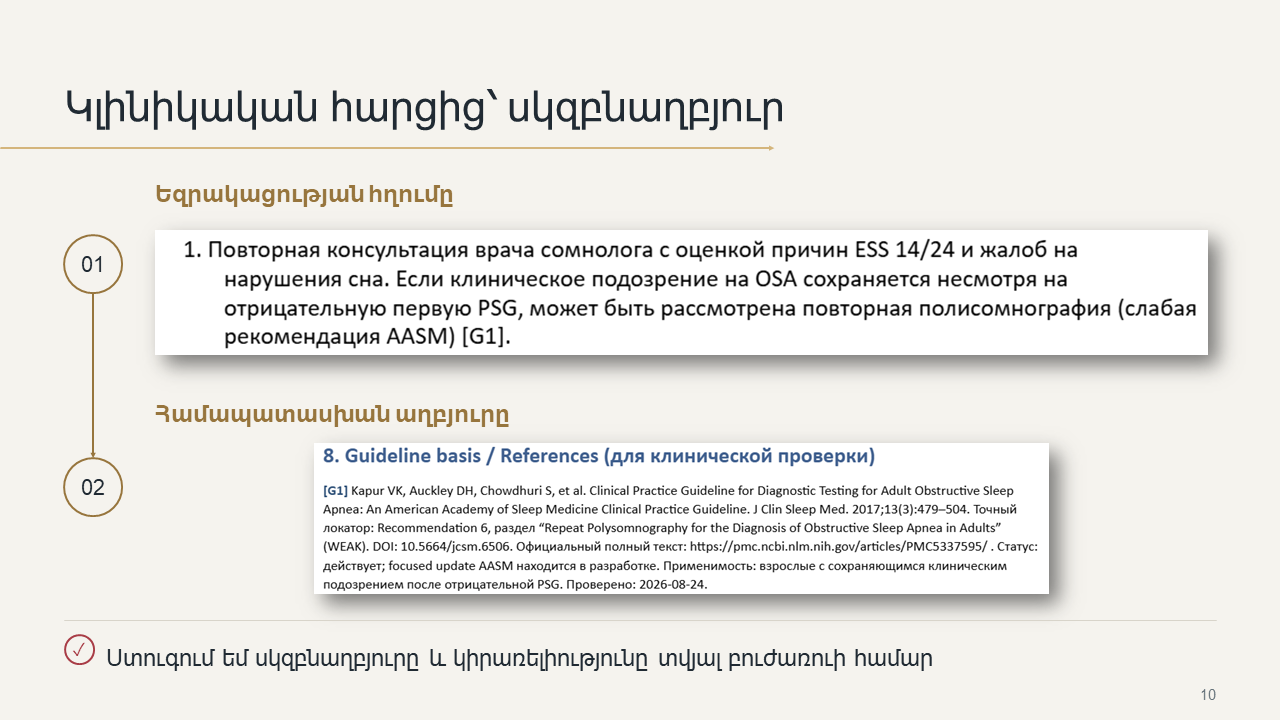 Կլինիկական հարցից՝ սկզբնաղբյուր
Եզրակացության հղումը
01
1. Повторная консультация врача сомнолога с оценкой причин ESS 14/24 и жалоб на
нарушения сна. Если клиническое подозрение на OSA сохраняется несмотря на
отрицательную первую PSG, может быть рассмотрена повторная полисомнография (слабая
рекомендация AASM) [G1].
Համապատասխան աղբյուրը
02
8. Guideline basis / References (для клинической проверки)
[G1] Kapur VK, Auckley DH, Chowdhuri S, et al. Clinical Practice Guideline for Diagnostic Testing for Adult Obstructive Sleep
Apnea: An American Academy of Sleep Medicine Clinical Practice Guideline. J Clin Sleep Med. 2017;13(3):479–504. Точный
локатор: Recommendation 6, раздел “Repeat Polysomnography for the Diagnosis of Obstructive Sleep Apnea in Adults”
(WEAK). DOI: 10.5664/jcsm.6506. Официальный полный текст: https://pmc.ncbi.nlm.nih.gov/articles/PMC5337595/ . Статус:
действует; focused update AASM находится в разработке. Применимость: взрослые с сохраняющимся клиническим
подозрением после отрицательной PSG. Проверено: 2026-08-24.
✓ Ստուգում եմ սկզբնաղբյուրը և կիրառելիությունը տվյալ բուժառուի համար
10